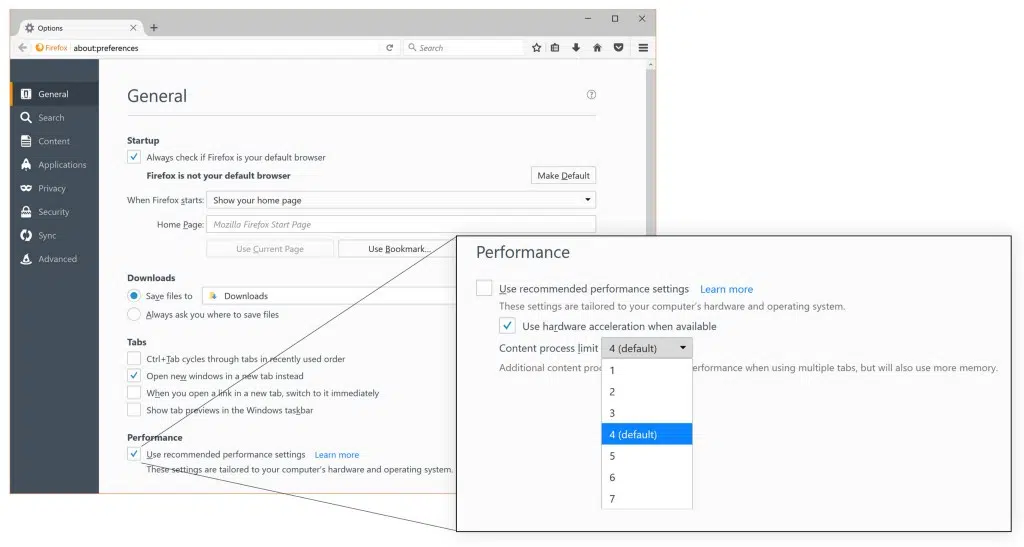 Options
Firefox about:preferences
Search
General
Search
Content
Applications
Privacy
Security
Sync
Advanced
General
Startup
Always check if Firefox is your default browser
Firefox is not your default browser
Make Default
When Firefox starts: Show your home page
Home Page: Mozilla Firefox Start Page
Use Current Page
Use Bookmark...
Downloads
Save files to Downloads
Always ask you where to save files
Tabs
Ctrl+Tab cycles through tabs in recently used order
Open new windows in a new tab instead
When you open a link in a new tab, switch to it immediately
Show tab previews in the Windows taskbar
Performance
Use recommended performance settings Learn more
These settings are tailored to your computer's hardware and operating system.
Performance
Use recommended performance settings Learn more
These settings are tailored to your computer's hardware and operating system.
Use hardware acceleration when available
Content process limit 4 (default)
Additional content proc erformance when using multiple tabs, but will also use more memory.
1
2
3
4 (default)
5
6
7